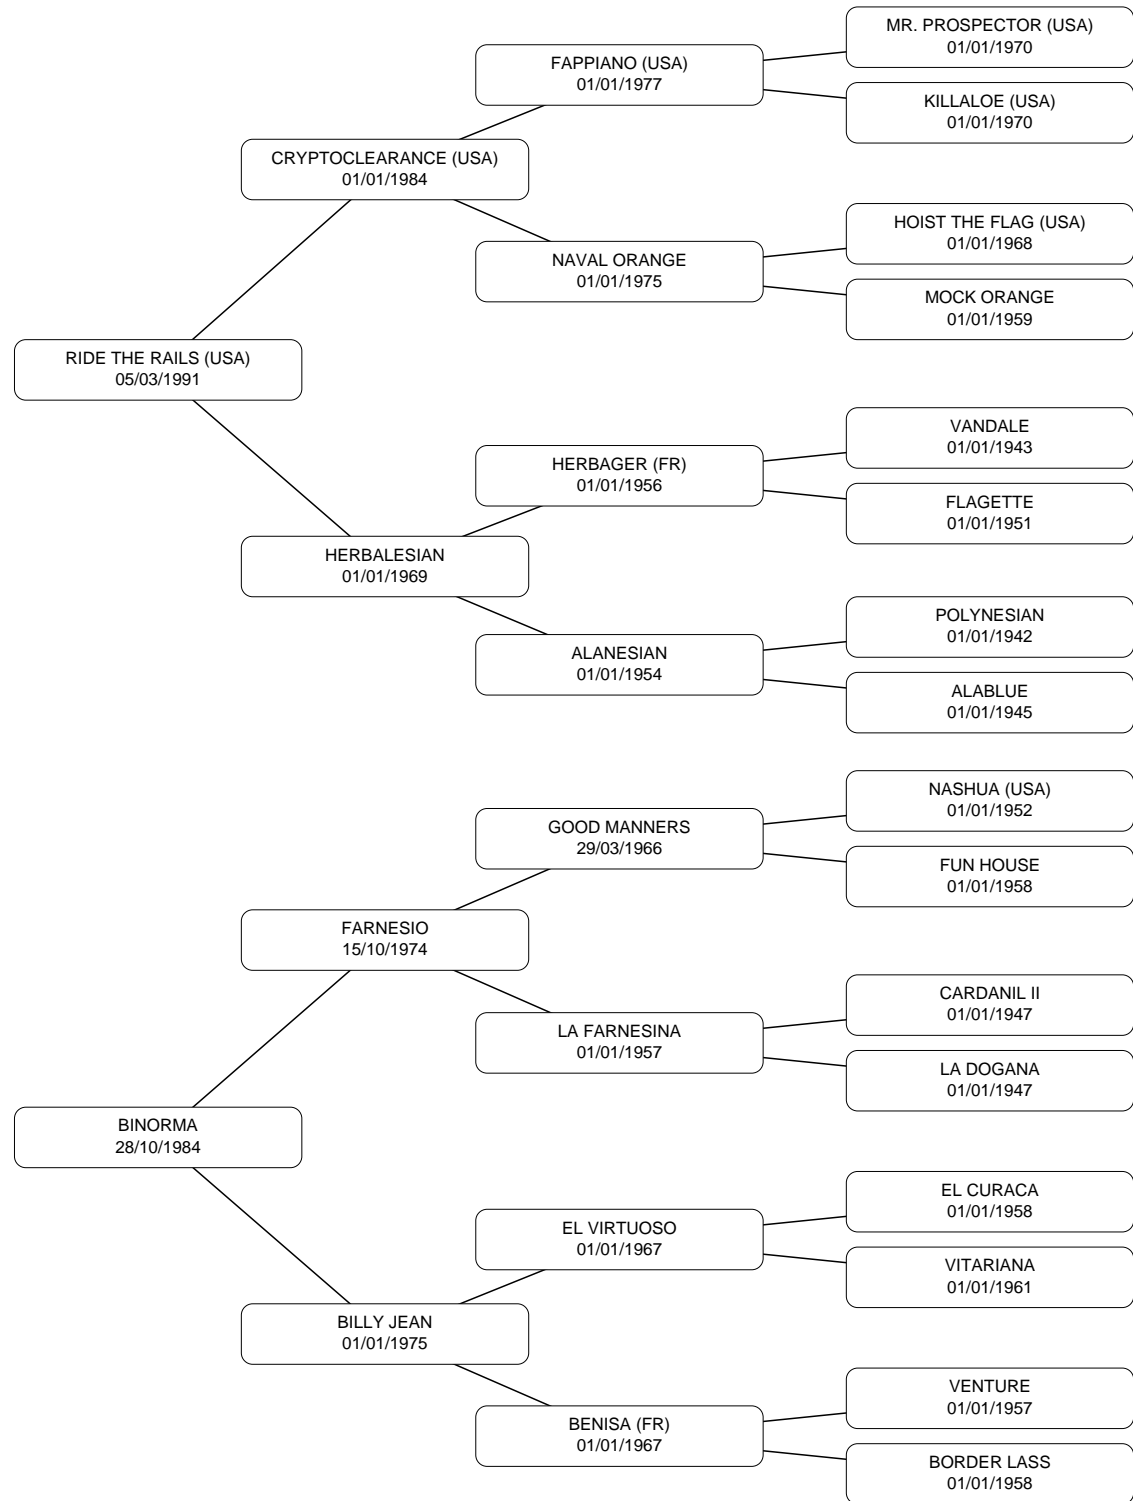 MR. PROSPECTOR (USA)
01/01/1970
FAPPIANO (USA)
01/01/1977
KILLALOE (USA)
01/01/1970
CRYPTOCLEARANCE (USA)
01/01/1984
HOIST THE FLAG (USA)
01/01/1968
NAVAL ORANGE
01/01/1975
MOCK ORANGE
01/01/1959
RIDE THE RAILS (USA)
05/03/1991
VANDALE
01/01/1943
HERBAGER (FR)
01/01/1956
FLAGETTE
01/01/1951
HERBALESIAN
01/01/1969
POLYNESIAN
01/01/1942
ALANESIAN
01/01/1954
ALABLUE
01/01/1945
NASHUA (USA)
01/01/1952
GOOD MANNERS
29/03/1966
FUN HOUSE
01/01/1958
FARNESIO
15/10/1974
CARDANIL II
01/01/1947
LA FARNESINA
01/01/1957
LA DOGANA
01/01/1947
BINORMA
28/10/1984
EL CURACA
01/01/1958
EL VIRTUOSO
01/01/1967
VITARIANA
01/01/1961
BILLY JEAN
01/01/1975
VENTURE
01/01/1957
BENISA (FR)
01/01/1967
BORDER LASS
01/01/1958